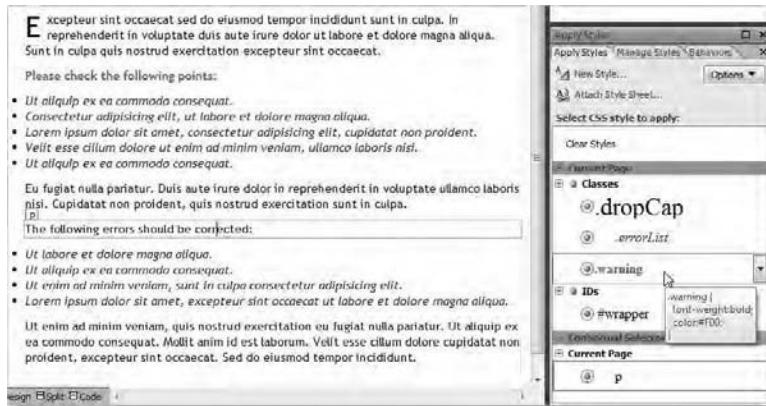 Excepteur sint occaecat sed do eiusmod tempor incididunt sunt in culpa. In
reprehenderit in voluptate duis aute irure dolor ut labore et dolore magna aliqua.
Sunt in culpa quis nostrud exercitation excepteur sint occaecat.
Please check the following points:
• Ut aliquip ex ea commodo consequat.
• Consectetur adipisicing elit, ut labore et dolore magna aliqua.
• Lorem ipsum dolor sit amet, consectetur adipisicing elit, cupidatat non proident.
• Velit esse cillum dolore ut enim ad minim veniam, ullamco laboris nisi.
• Ut aliquip ex ea commodo consequat.
Eu fugiat nulla pariatur. Duis aute irure dolor in reprehenderit in voluptate ullamco laboris
nisi. Cupidatat non proident, quis nostrud exercitation sunt in culpa.
p
The following errors should be corrected:
• Ut labore et dolore magna aliqua.
• Ut aliquip ex ea commodo consequat.
• Ut enim ad minim veniam, sunt in culpa consectetur adipisicing elit.
• Lorem ipsum dolor sit amet, excepteur sint occaecat ut labore et dolore magna aliqua.
Ut enim ad minim veniam, quis nostrud exercitation eu fugiat nulla pariatur. Ut aliquip ex
ea commodo consequat. Mollit anim id est laborum. Velit esse cillum dolore cupidatat non
proident, excepteur sint occaecat. Sed do eiusmod tempor incididunt.
esign Split Code
Apply Styles
Apply Styles Manage Styles Behaviors
New Style... Options
Attach Style Sheet...
Select CSS style to apply:
Clear Styles
Current Page
Classes
.dropCap
.errorList
.warning
IDs
#wrapper
.warning {
font-weight:bold;
color:#F00;
}
Contextual Selectors
Current Page
p